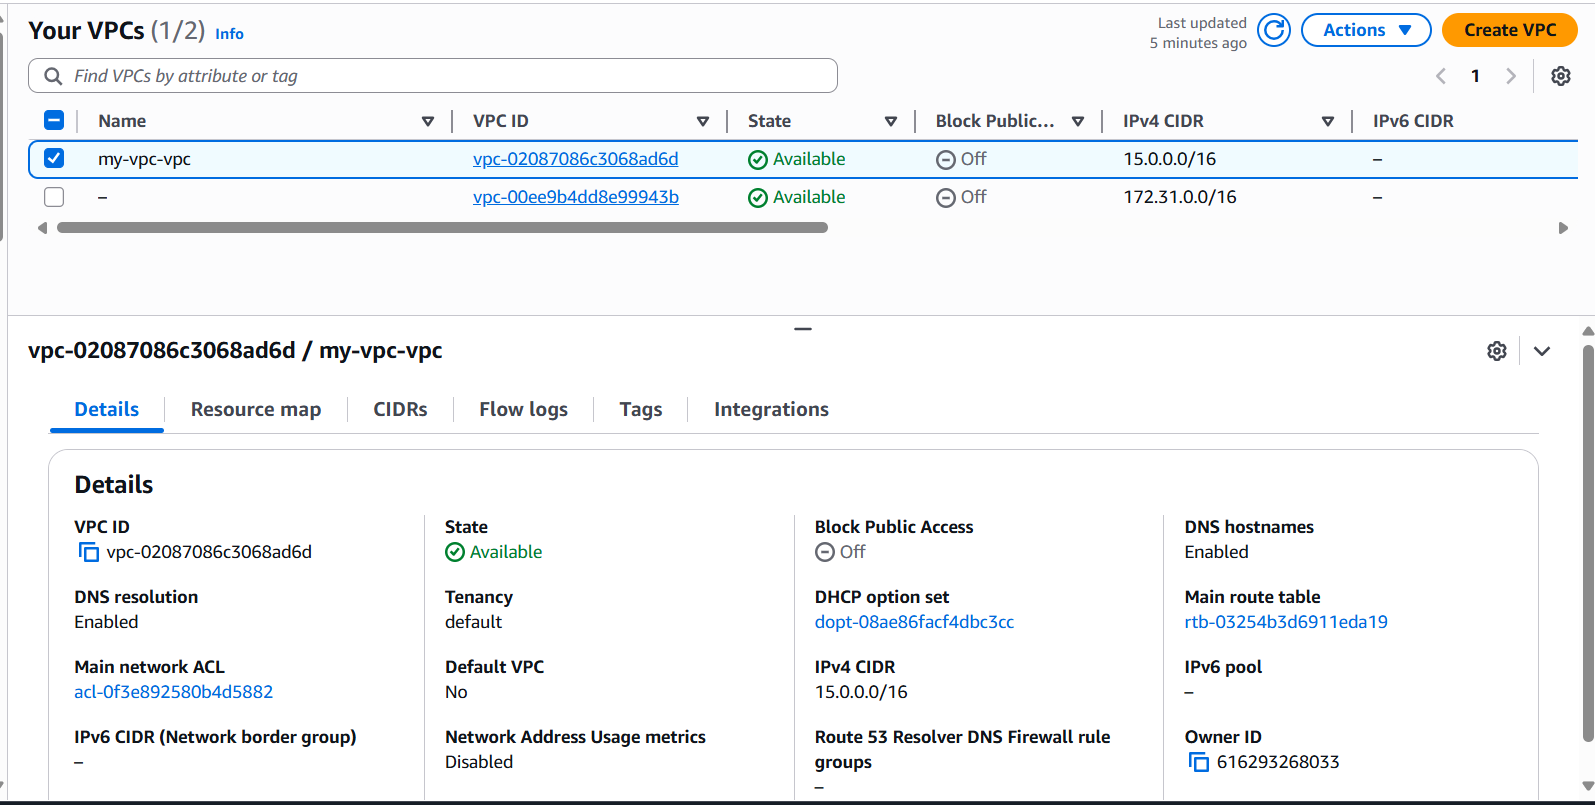 Your VPCs (1/2) Info
Last updated
5 minutes ago
Actions
Create VPC
Find VPCs by attribute or tag
1
Name VPC ID State Block Public... IPv4 CIDR IPv6 CIDR
my-vpc-vpc vpc-02087086c3068ad6d Available Off 15.0.0.0/16 –
– vpc-00ee9b4dd8e99943b Available Off 172.31.0.0/16 –
vpc-02087086c3068ad6d / my-vpc-vpc
Details Resource map CIDRs Flow logs Tags Integrations
Details
VPC ID
vpc-02087086c3068ad6d
State
Available
Block Public Access
Off
DNS hostnames
Enabled
DNS resolution
Enabled
Tenancy
default
DHCP option set
dopt-08ae86facf4dbc3cc
Main route table
rtb-03254b3d6911eda19
Main network ACL
acl-0f3e892580b4d5882
Default VPC
No
IPv4 CIDR
15.0.0.0/16
IPv6 pool
–
IPv6 CIDR (Network border group)
–
Network Address Usage metrics
Disabled
Route 53 Resolver DNS Firewall rule
groups
–
Owner ID
616293268033